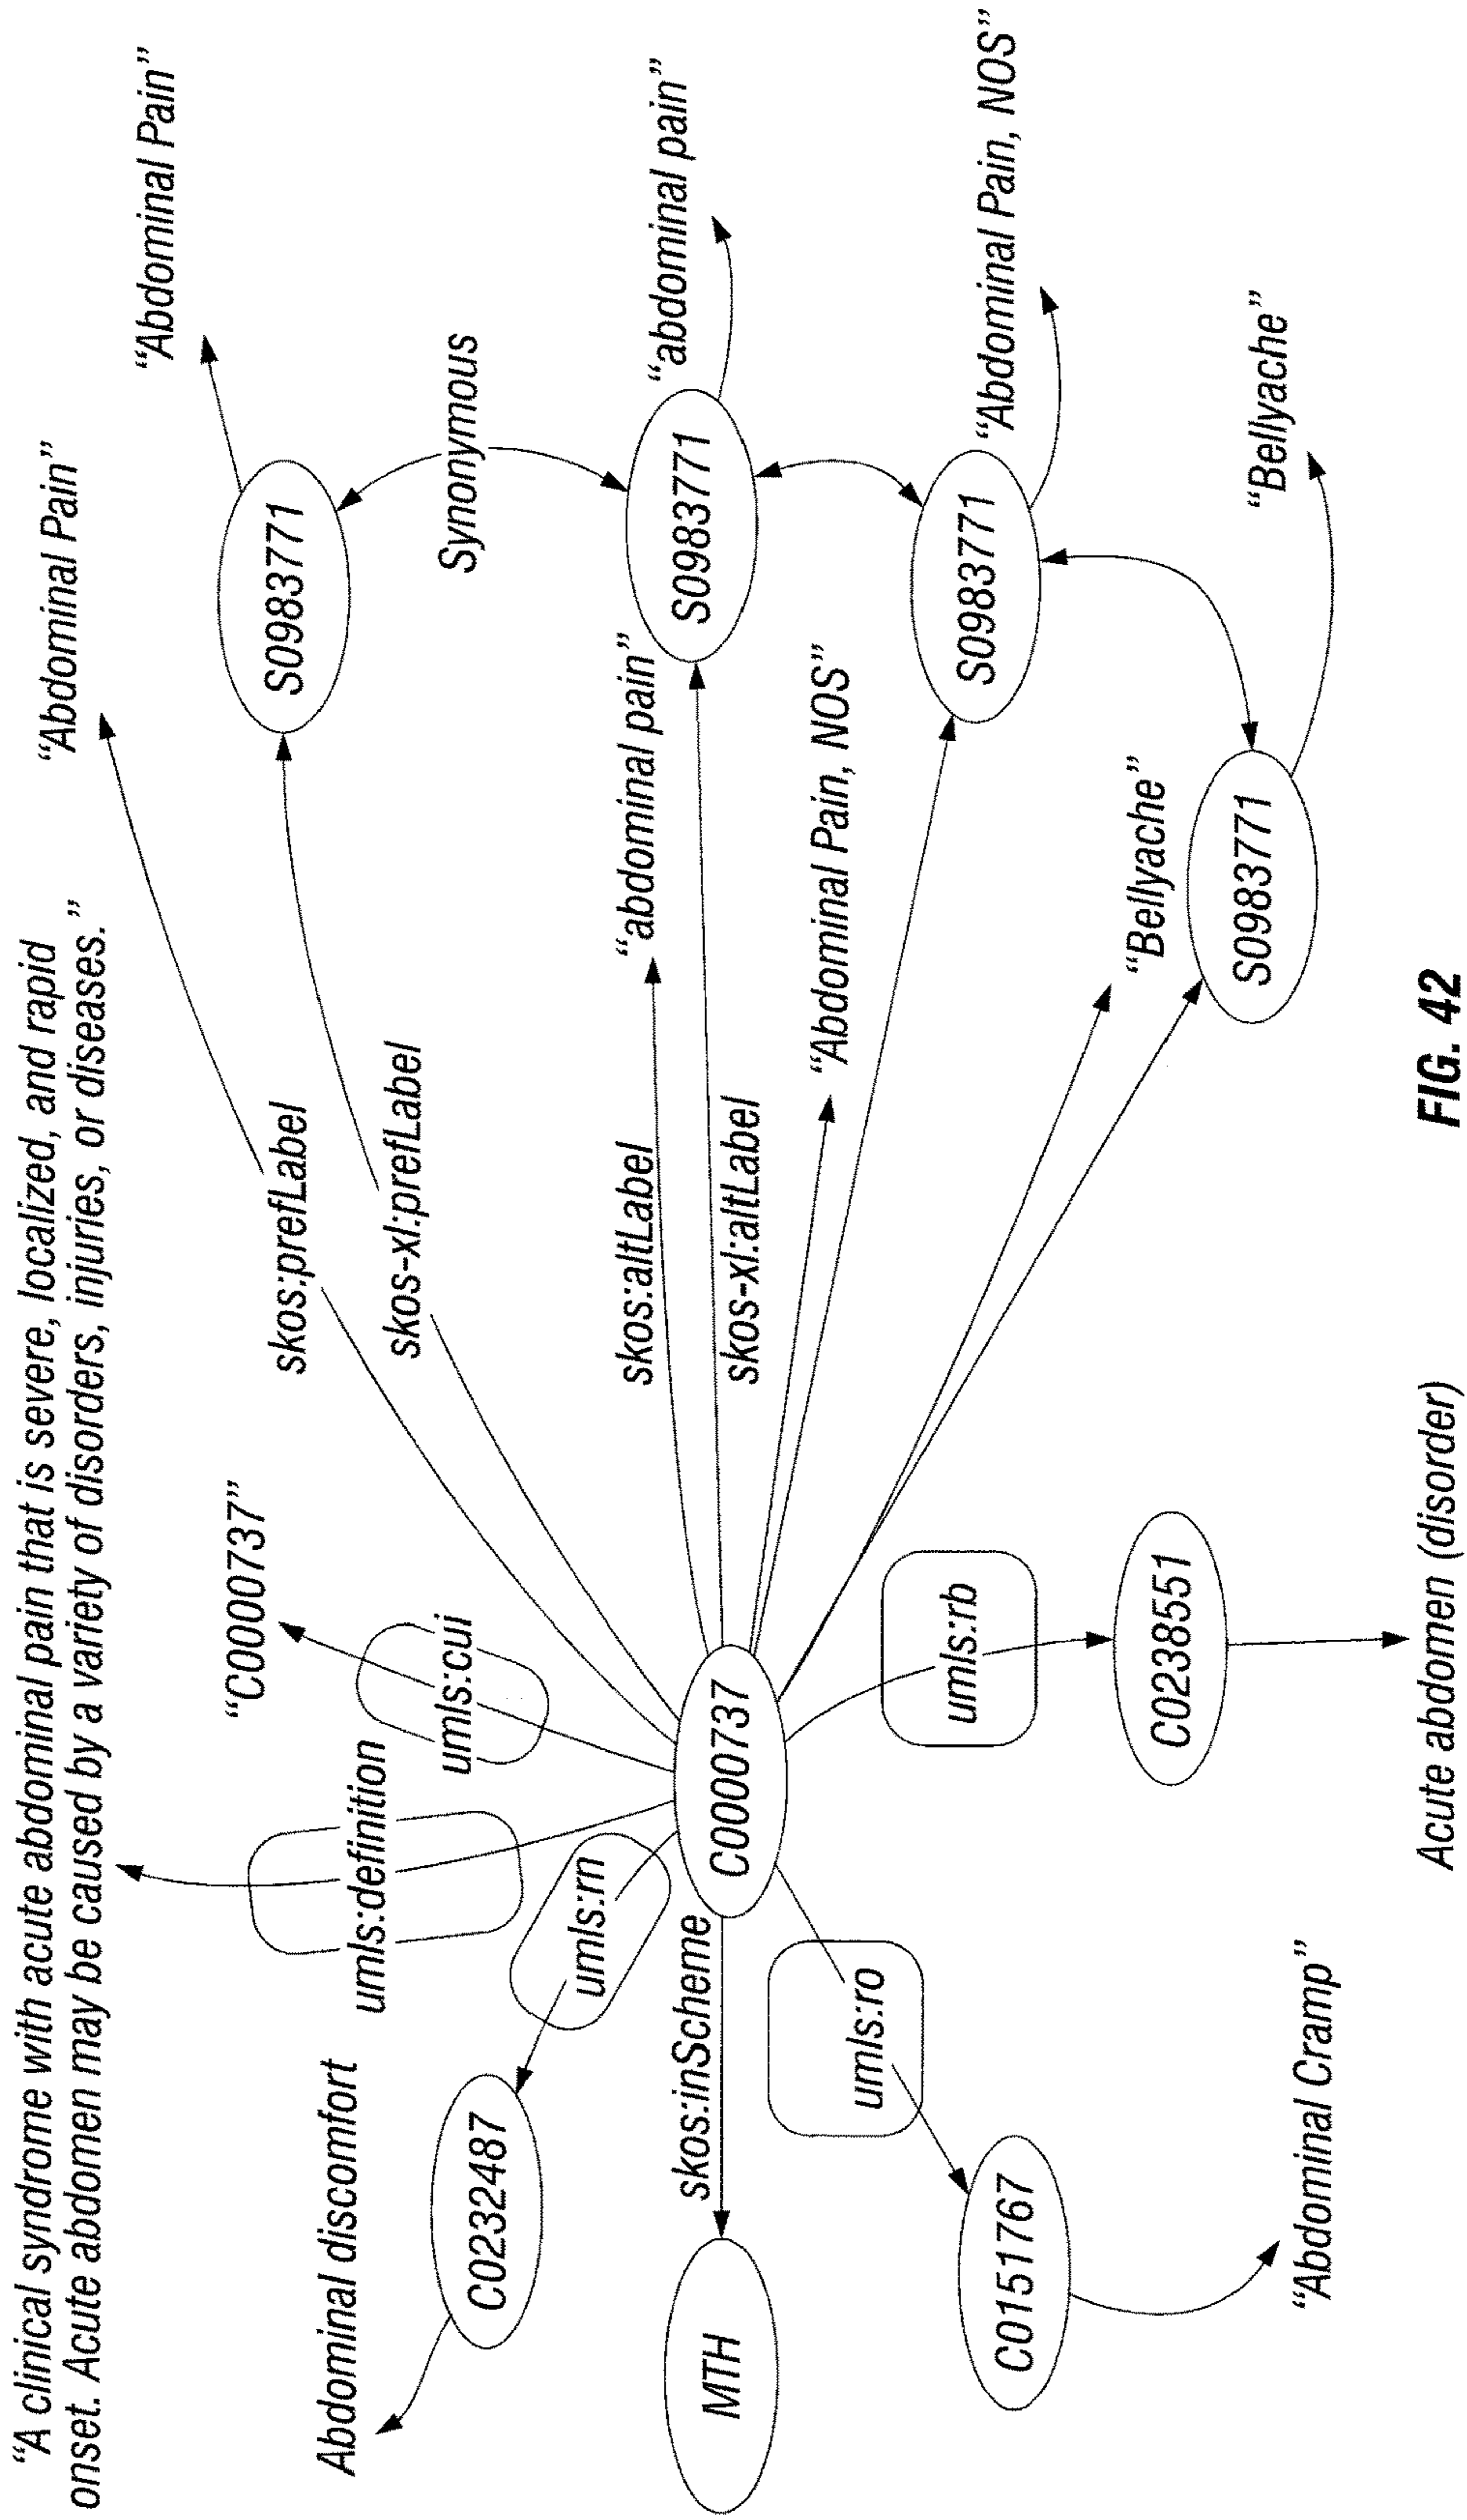 “A clinical syndrome with acute abdominal pain that is severe, localized, and rapid
onset. Acute abdomen may be caused by a variety of disorders, injuries, or diseases.”
“Abdominal Pain”
“Abdominal Pain”
“C0000737”
skos:prefLabel
S0983771
Abdominal discomfort
umls:definition
skos-xl:prefLabel
umls:cui
Synonymous
C0232487
umls:rn
skos:altLabel
“abdominal pain”
“abdominal pain”
S0983771
skos:inScheme
MTH
C0000737
skos-xl:altLabel
“Abdominal Pain, NOS”
umls:ro
umls:rb
S0983771
“Abdominal Pain, NOS”
C0151767
C0238551
“Bellyache”
S0983771
“Bellyache”
“Abdominal Cramp”
Acute abdomen (disorder)
FIG. 42